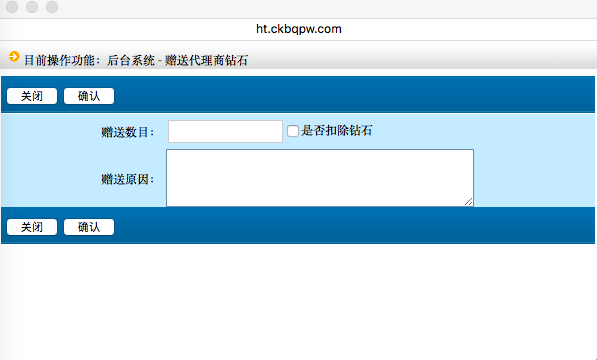 ht.ckbqpw.com
目前操作功能：后台系统 - 赠送代理商钻石
关闭 确认
赠送数目： 是否扣除钻石
赠送原因：
关闭 确认